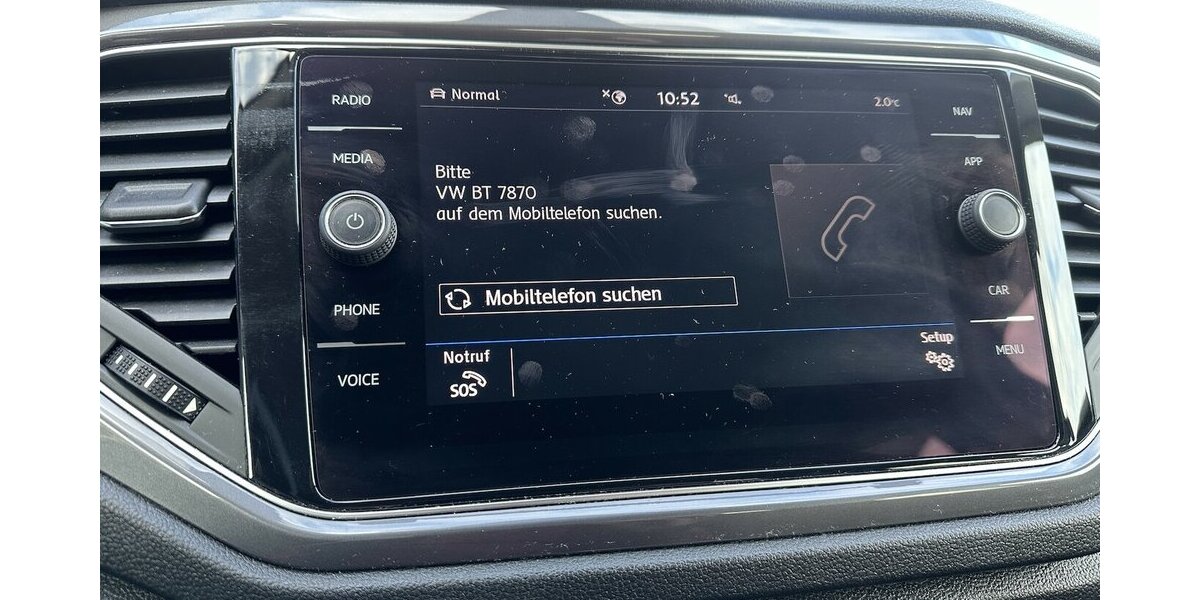 RADIO
MEDIA
PHONE
VOICE
Normal
10:52
2.0°C
Bitte
VW BT 7870
auf dem Mobiltelefon suchen.
Mobiltelefon suchen
Notruf
SOS
Setup
NAV
APP
CAR
MENU